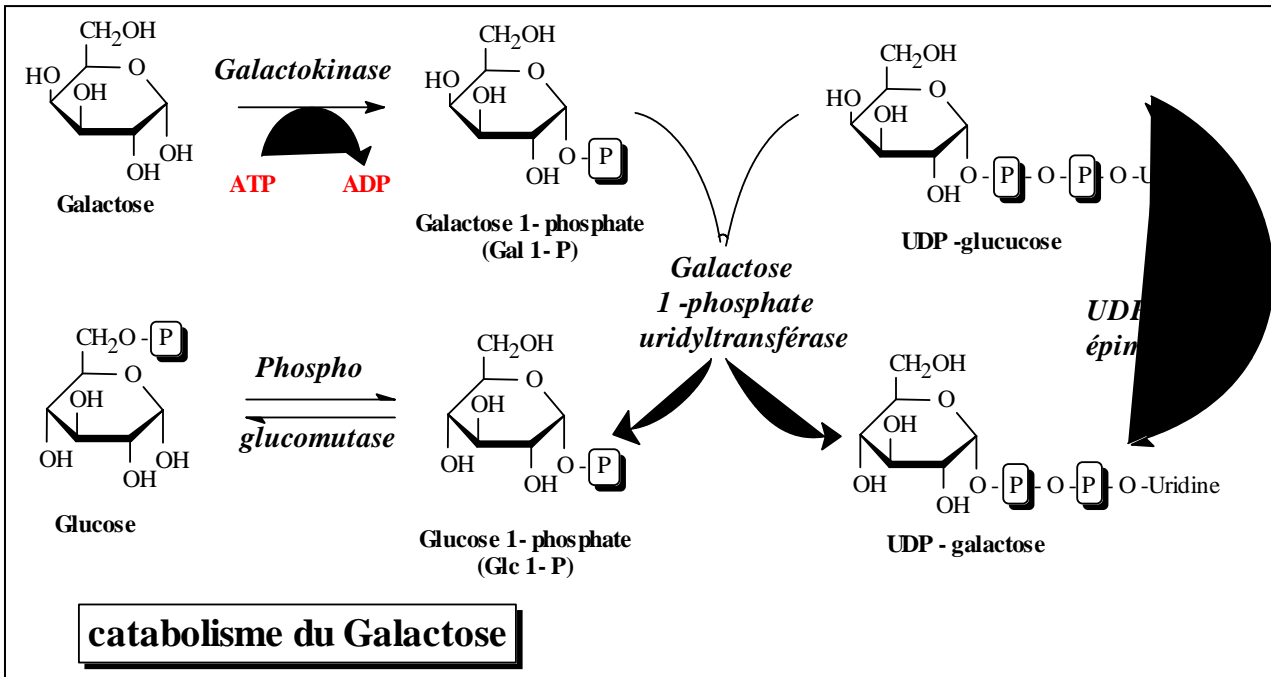 CH2OH
O
HO
OH
OH
OH
Galactose
Galactokinase
ATP
ADP
CH2OH
O
HO
OH
OH
O - P
Galactose 1- phosphate
(Gal 1- P)
CH2OH
O
HO
OH
OH
O - P - O - P - O - U
UDP -glucucose
Galactose
1 -phosphate
uridyltransférase
UDP
épim
CH2O - P
O
OH
OH
OH
OH
Glucose
Phospho
glucomutase
CH2OH
O
OH
OH
OH
O - P
Glucose 1- phosphate
(Glc 1- P)
CH2OH
O
OH
OH
OH
O - P - O - P - O -Uridine
UDP - galactose
catabolisme du Galactose